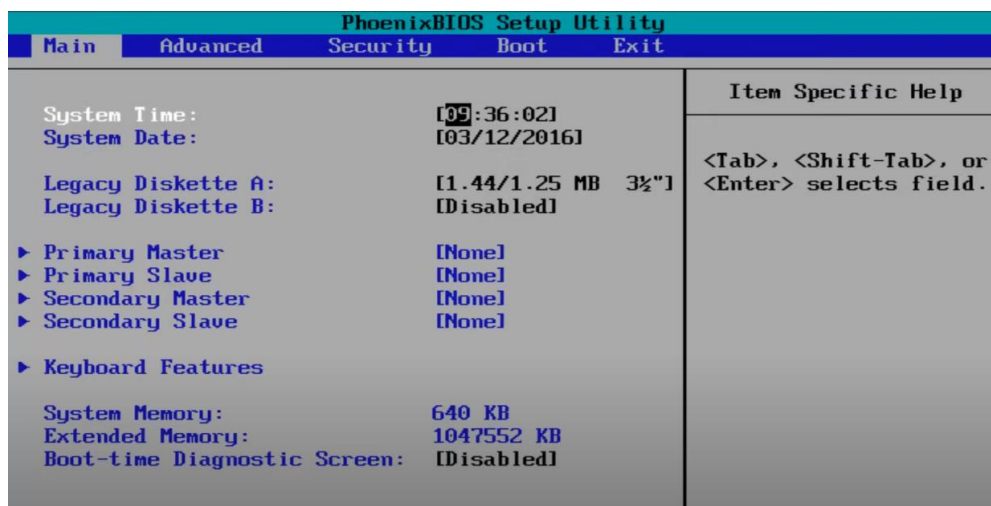 PhoenixBIOS Setup Utility
Main Advanced Security Boot Exit
Item Specific Help
System Time: [09:36:02]
System Date: [03/12/2016]
<Tab>, <Shift-Tab>, or
<Enter> selects field.
Legacy Diskette A: [1.44/1.25 MB 3½"]
Legacy Diskette B: [Disabled]
Primary Master [None]
Primary Slave [None]
Secondary Master [None]
Secondary Slave [None]
Keyboard Features
System Memory: 640 KB
Extended Memory: 1047552 KB
Boot-time Diagnostic Screen: [Disabled]